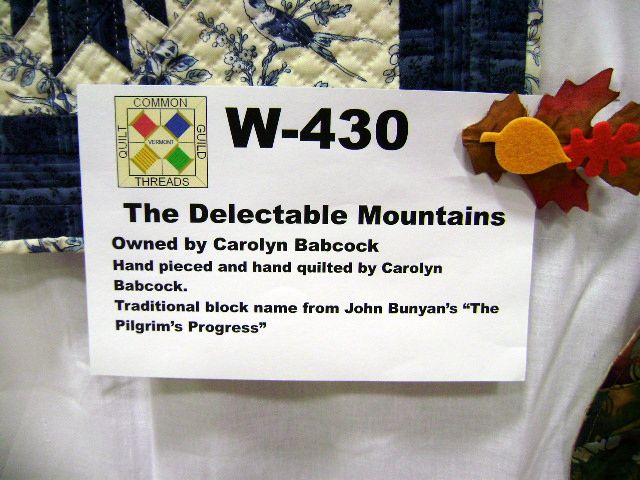 COMMON
QUILT
VERMONT
GUILD
THREADS
W-430
The Delectable Mountains
Owned by Carolyn Babcock
Hand pieced and hand quilted by Carolyn
Babcock.
Traditional block name from John Bunyan's "The
Pilgrim's Progress"